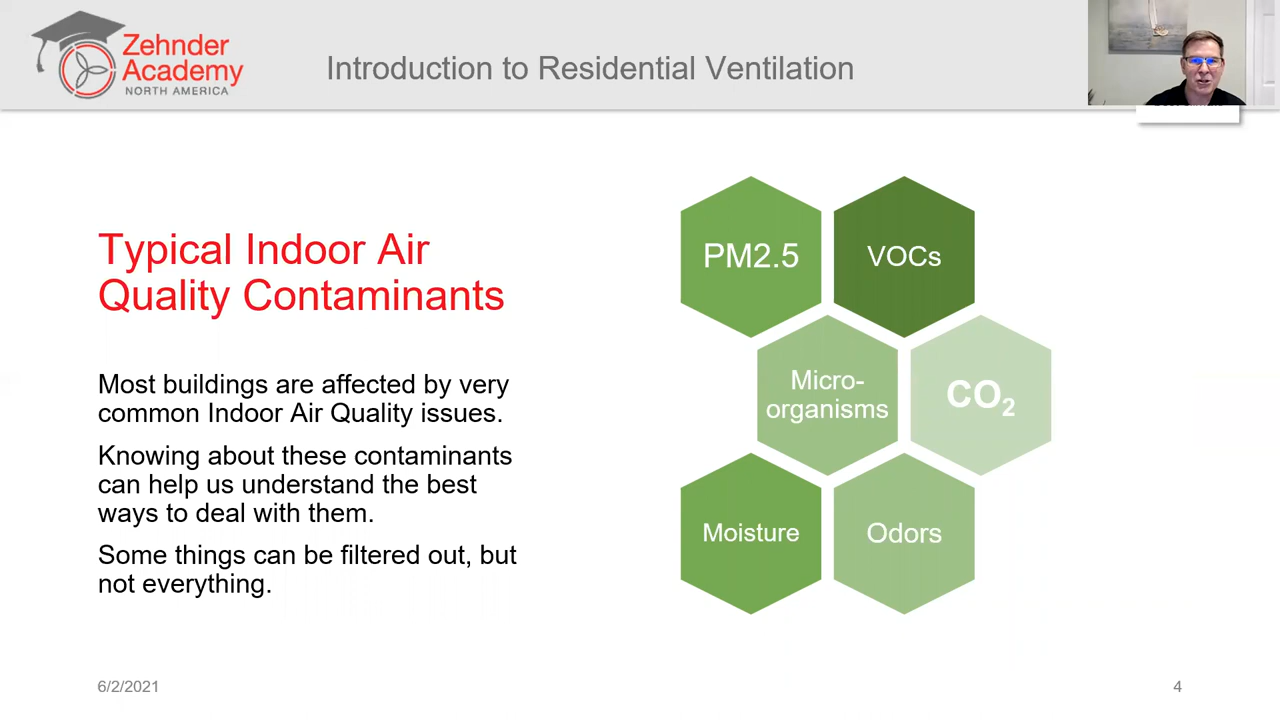 Zehnder
Academy
NORTH AMERICA
Introduction to Residential Ventilation
Typical Indoor Air
Quality Contaminants
Most buildings are affected by very
common Indoor Air Quality issues.
Knowing about these contaminants
can help us understand the best
ways to deal with them.
Some things can be filtered out, but
not everything.
PM2.5
VOCs
Micro-
organisms
CO₂
Moisture
Odors
6/2/2021
4